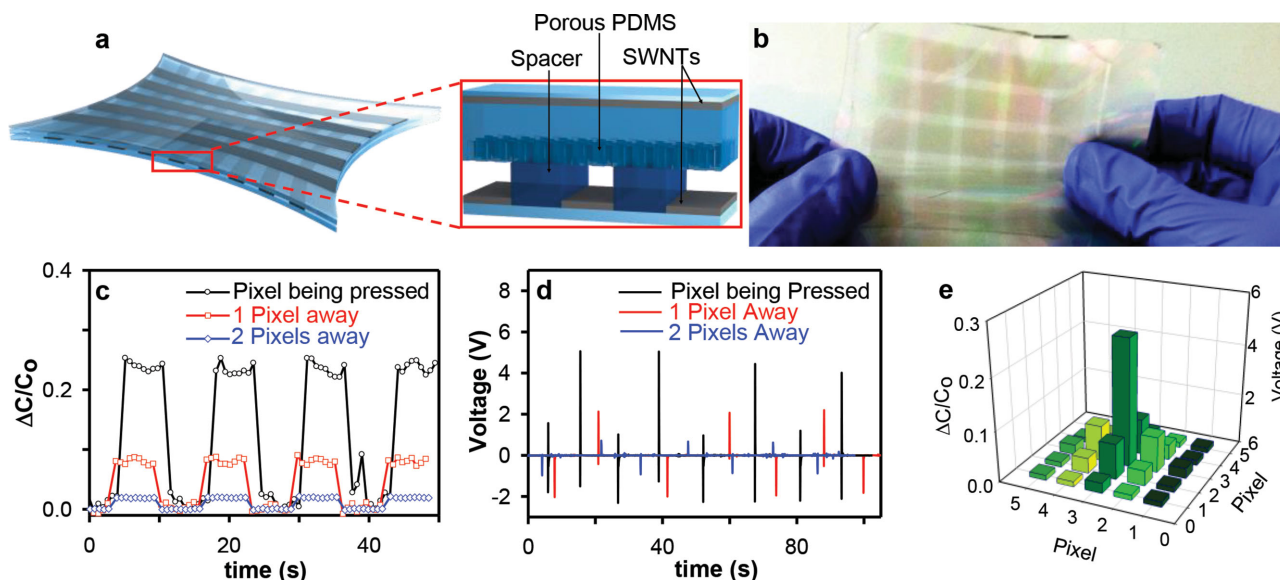 a
Porous PDMS
Spacer
SWNTs
b
c
Pixel being pressed
1 Pixel away
2 Pixels away
ΔC/Co
0.4
0.2
0.0
0
20
40
time (s)
d
Pixel being Pressed
1 Pixel Away
2 Pixels Away
Voltage (V)
8
6
4
2
0
-2
0
40
80
time (s)
e
ΔC/Co
0.3
0.2
0.1
0.0
Voltage (V)
6
4
2
5
4
3
2
1
0
Pixel
0
1
2
3
4
5
6
Pixel